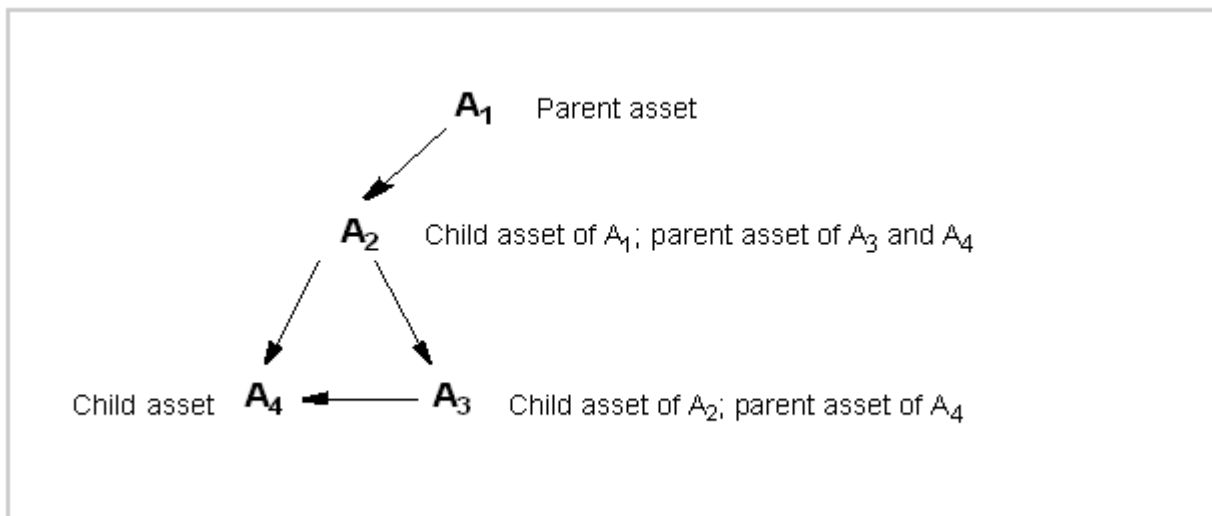 A₁ Parent asset
A₂ Child asset of A₁; parent asset of A₃ and A₄
Child asset A₄ A₃ Child asset of A₂; parent asset of A₄